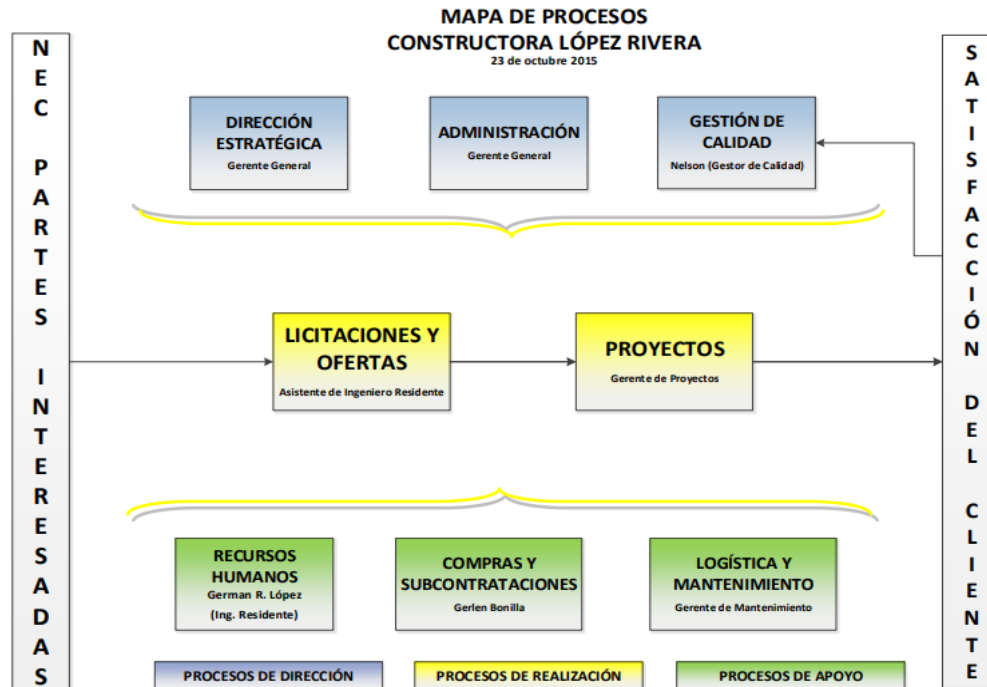 MAPA DE PROCESOS
CONSTRUCTORA LÓPEZ RIVERA
23 de octubre 2015
NEC PARTES INTERESADAS
DIRECCIÓN
ESTRATÉGICA
Gerente General
ADMINISTRACIÓN
Gerente General
GESTIÓN DE
CALIDAD
Nelson (Gestor de Calidad)
LICITACIONES Y
OFERTAS
Asistente de Ingeniero Residente
PROYECTOS
Gerente de Proyectos
RECURSOS
HUMANOS
German R. López
(Ing. Residente)
COMPRAS Y
SUBCONTRATACIONES
Gerlen Bonilla
LOGÍSTICA Y
MANTENIMIENTO
Gerente de Mantenimiento
PROCESOS DE DIRECCIÓN
PROCESOS DE REALIZACIÓN
PROCESOS DE APOYO
SATISFACCIÓN DEL CLIENTE